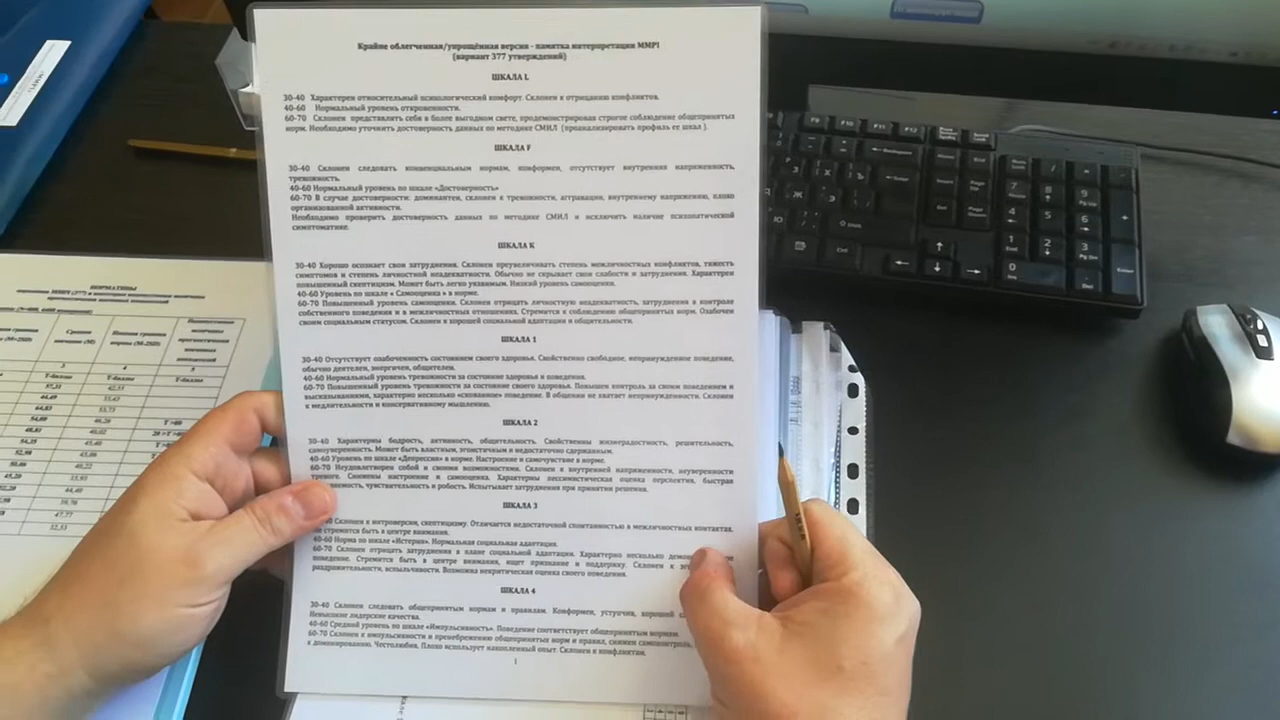 Крайне облегченная/упрощённая версия - памятка интерпретации MMPI
(вариант 377 утверждений)
ШКАЛА L
30-40 Характерен относительный психологический комфорт. Склонен к отрицанию конфликтов.
40-60 Нормальный уровень откровенности.
60-70 Склонен представлять себя в более выгодном свете, продемонстрировав строгое соблюдение общепринятых
норм. Необходимо уточнить достоверность данных по методике СМИЛ (проанализировать профиль ее шкал ).
ШКАЛА F
30-40 Склонен следовать конвенциальным нормам, конформен, отсутствует внутренняя напряженность,
тревожность.
40-60 Нормальный уровень по шкале «Достоверность»
60-70 В случае достоверности: доминантен, склонен к тревожности, аггравации, внутреннему напряжению, плохо
организованной активности.
Необходимо проверить достоверность данных по методике СМИЛ и исключить наличие психопатической
симптоматике.
ШКАЛА К
30-40 Хорошо осознает свои затруднения. Склонен преувеличивать степень межличностных конфликтов, тяжесть
симптомов и степень личностной неадекватности. Обычно не скрывает свои слабости и затруднения. Характерен
повышенный скептицизм. Может быть легко уязвимым. Низкий уровень самооценки.
40-60 Уровень по шкале « Самооценка » в норме.
60-70 Повышенный уровень самооценки. Склонен отрицать личностную неадекватность, затруднения в контроле
собственного поведения и в межличностных отношениях. Стремится к соблюдению общепринятых норм. Озабочен
своим социальным статусом. Склонен к хорошей социальной адаптации и общительности.
ШКАЛА 1
30-40 Отсутствует озабоченность состоянием своего здоровья. Свойственно свободное, непринужденное поведение,
обычно деятелен, энергичен, общителен.
40-60 Нормальный уровень тревожности за состояние здоровья и поведения.
60-70 Повышенный уровень тревожности за состояние своего здоровья. Повышен контроль за своим поведением и
высказываниями, характерно несколько «скованное» поведение. В общении не хватает непринужденности. Склонен
к медлительности и консервативному мышлению.
ШКАЛА 2
30-40 Характерны бодрость, активность, общительность. Свойственны жизнерадостность, решительность,
самоуверенность. Может быть властным, эгоистичным и недостаточно сдержанным.
40-60 Уровень по шкале «Депрессия» в норме. Настроение и самочувствие в норме.
60-70 Неудовлетворен собой и своими возможностями. Склонен к внутренней напряженности, неуверенности
тревоге. Снижены настроение и самооценка. Характерны пессимистическая оценка перспектив, быстрая
чувствительность и робость. Испытывает затруднения при принятии решения.
ШКАЛА 3
Склонен к интроверсии, скептицизму. Отличается недостаточной спонтанностью в межличностных контактах.
Не стремится быть в центре внимания.
40-60 Норма по шкале «Истерия». Нормальная социальная адаптация.
60-70 Склонен отрицать затруднения в плане социальной адаптации. Характерно несколько
поведение. Стремится быть в центре внимания, ищет признание и поддержку. Склонен к
раздражительности, вспыльчивости. Возможна некритическая оценка своего поведения.
ШКАЛА 4
30-40 Склонен следовать общепринятым нормам и правилам. Конформен, уступчив, хороший
Невысокие лидерские качества.
40-60 Средний уровень по шкале «Импульсивность». Поведение соответствует общепринятым нормам.
60-70 Склонен к импульсивности и пренебрежению общепринятых норм и правил, снижен самоконтроль,
к доминированию. Честолюбив. Плохо использует накопленный опыт. Склонен к конфликтам.
1
НОРМАТИВЫ